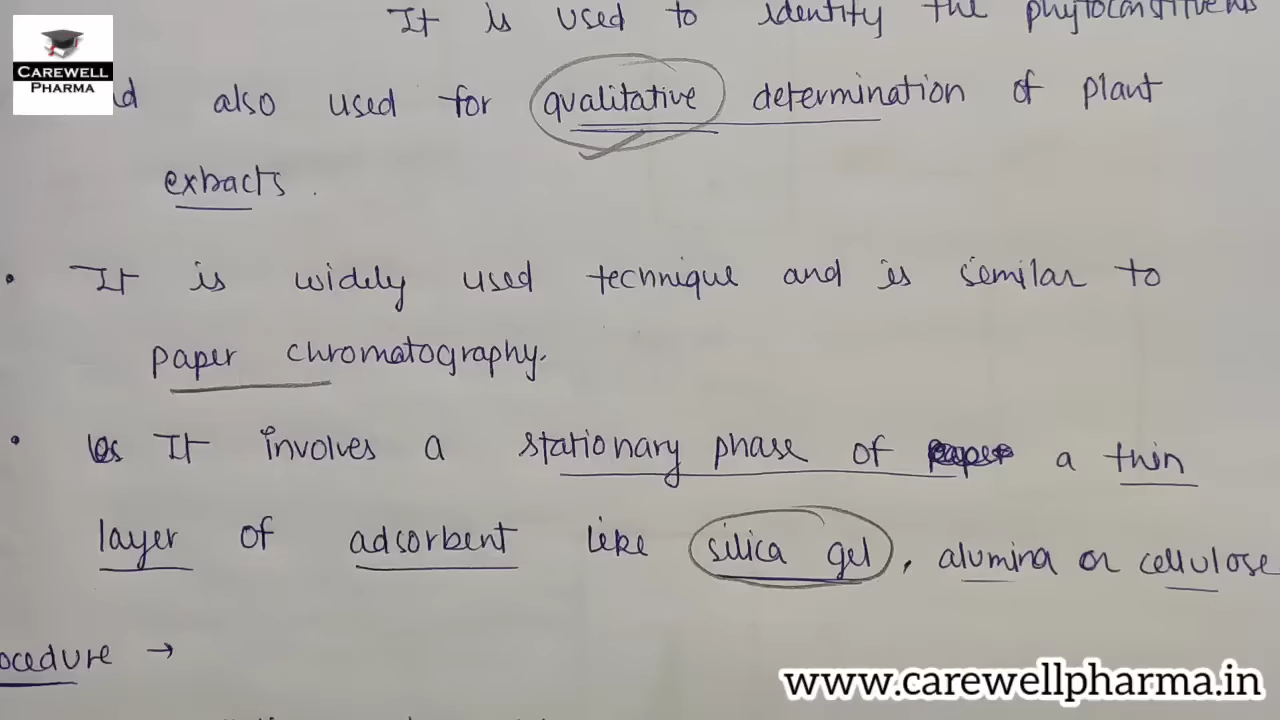 It is used to identify the phytoconstituents
CAREWELL
PHARMA
also used for qualitative determination of plant
extracts.
• It is widely used technique and is similar to
paper chromatography.
• It involves a stationary phase of a thin
layer of adsorbent like silica gel, alumina or cellulose
ocedure →
www.carewellpharma.in